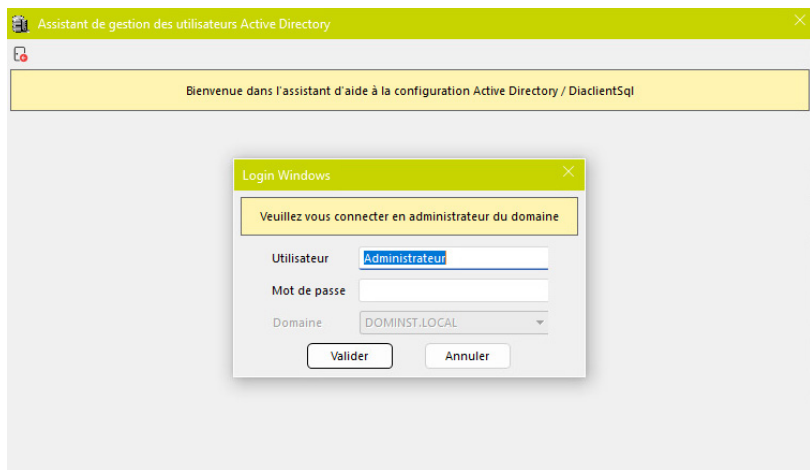 Assistant de gestion des utilisateurs Active Directory
Bienvenue dans l'assistant d'aide à la configuration Active Directory / DiaclientSql
Login Windows
Veuillez vous connecter en administrateur du domaine
Utilisateur Administrateur
Mot de passe
Domaine DOMINST.LOCAL
Valider Annuler